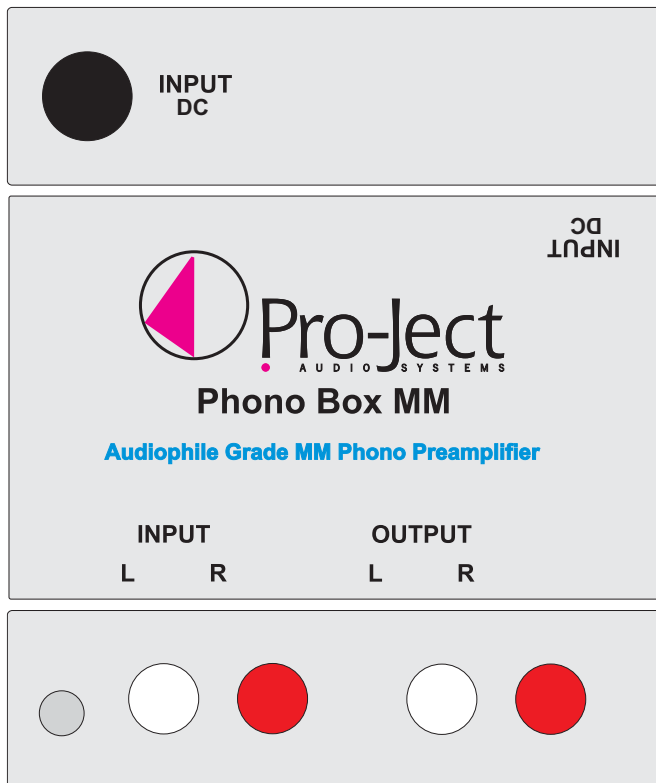 INPUT
DC
INPUT
DC
Pro-Ject
AUDIO SYSTEMS
Phono Box MM
Audiophile Grade MM Phono Preamplifier
INPUT OUTPUT
L R L R